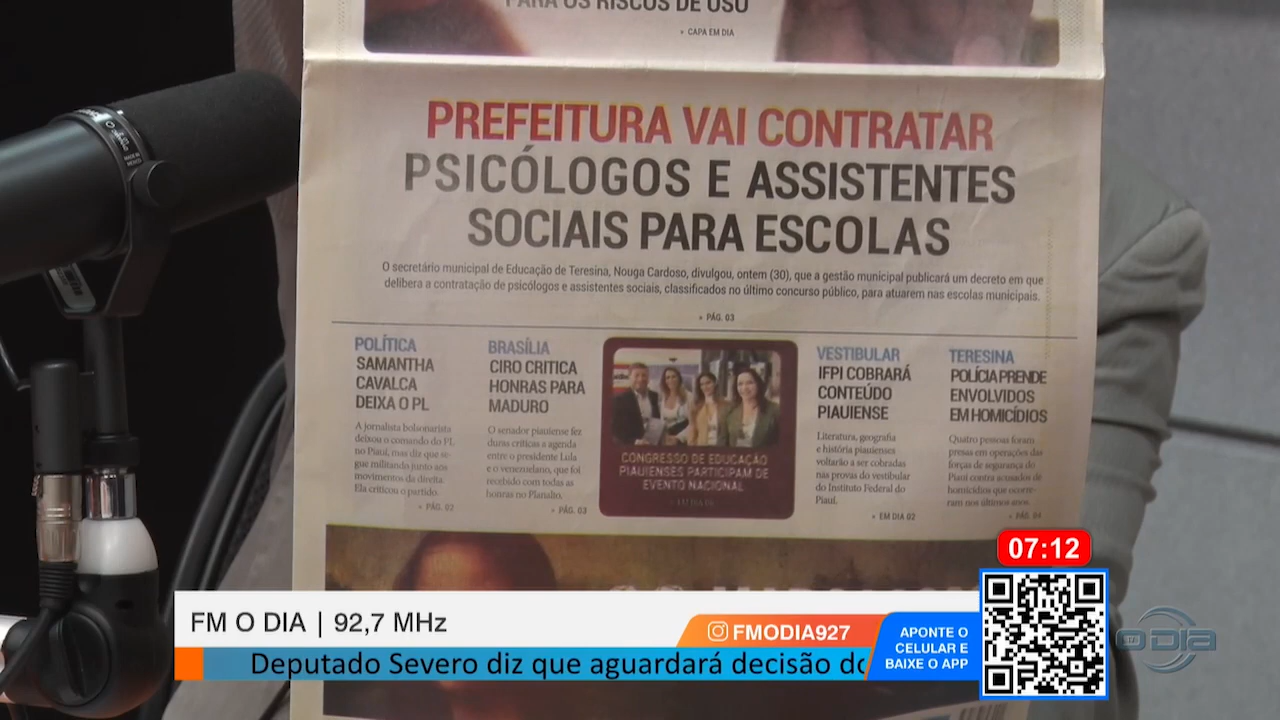 PARA OS RISCOS DE USO
» CAPA EM DIA
PREFEITURA VAI CONTRATAR
PSICÓLOGOS E ASSISTENTES
SOCIAIS PARA ESCOLAS
O secretário municipal de Educação de Teresina, Nouga Cardoso, divulgou, ontem (30), que a gestão municipal publicará um decreto em que
delibera a contratação de psicólogos e assistentes sociais, classificados no último concurso público, para atuarem nas escolas municipais.
» PÁG. 03
POLÍTICA
SAMANTHA
CAVALCA
DEIXA O PL
A jornalista bolsonarista
deixou o comando do PL
no Piauí, mas diz que se-
gue militando junto aos
movimentos da direita.
Ela criticou o partido.
» PÁG. 02
BRASÍLIA
CIRO CRITICA
HONRAS PARA
MADURO
O senador piauiense fez
duras críticas a agenda
entre o presidente Lula
e o venezuelano, que foi
recebido com todas as
honras no Planalto.
» PÁG. 03
CONGRESSO DE EDUCAÇÃO
PIAUIENSES PARTICIPAM DE
EVENTO NACIONAL
VESTIBULAR
IFPI COBRARÁ
CONTEÚDO
PIAUIENSE
Literatura, geografia
e história piauienses
voltarão a ser cobradas
nas provas do vestibular
do Instituto Federal do
Piauí.
» EM DIA 02
TERESINA
POLÍCIA PRENDE
ENVOLVIDOS
EM HOMICÍDIOS
Quatro pessoas foram
presas em operações das
forças de segurança do
Piauí contra acusados de
homicídios que ocorre-
ram nos últimos anos.
» PÁG. 04
07:12
FM O DIA | 92,7 MHz
FMODIA927
APONTE O
CELULAR E
BAIXE O APP
Deputado Severo diz que aguardará decisão do
O DIA
MADE IN
MEXICO